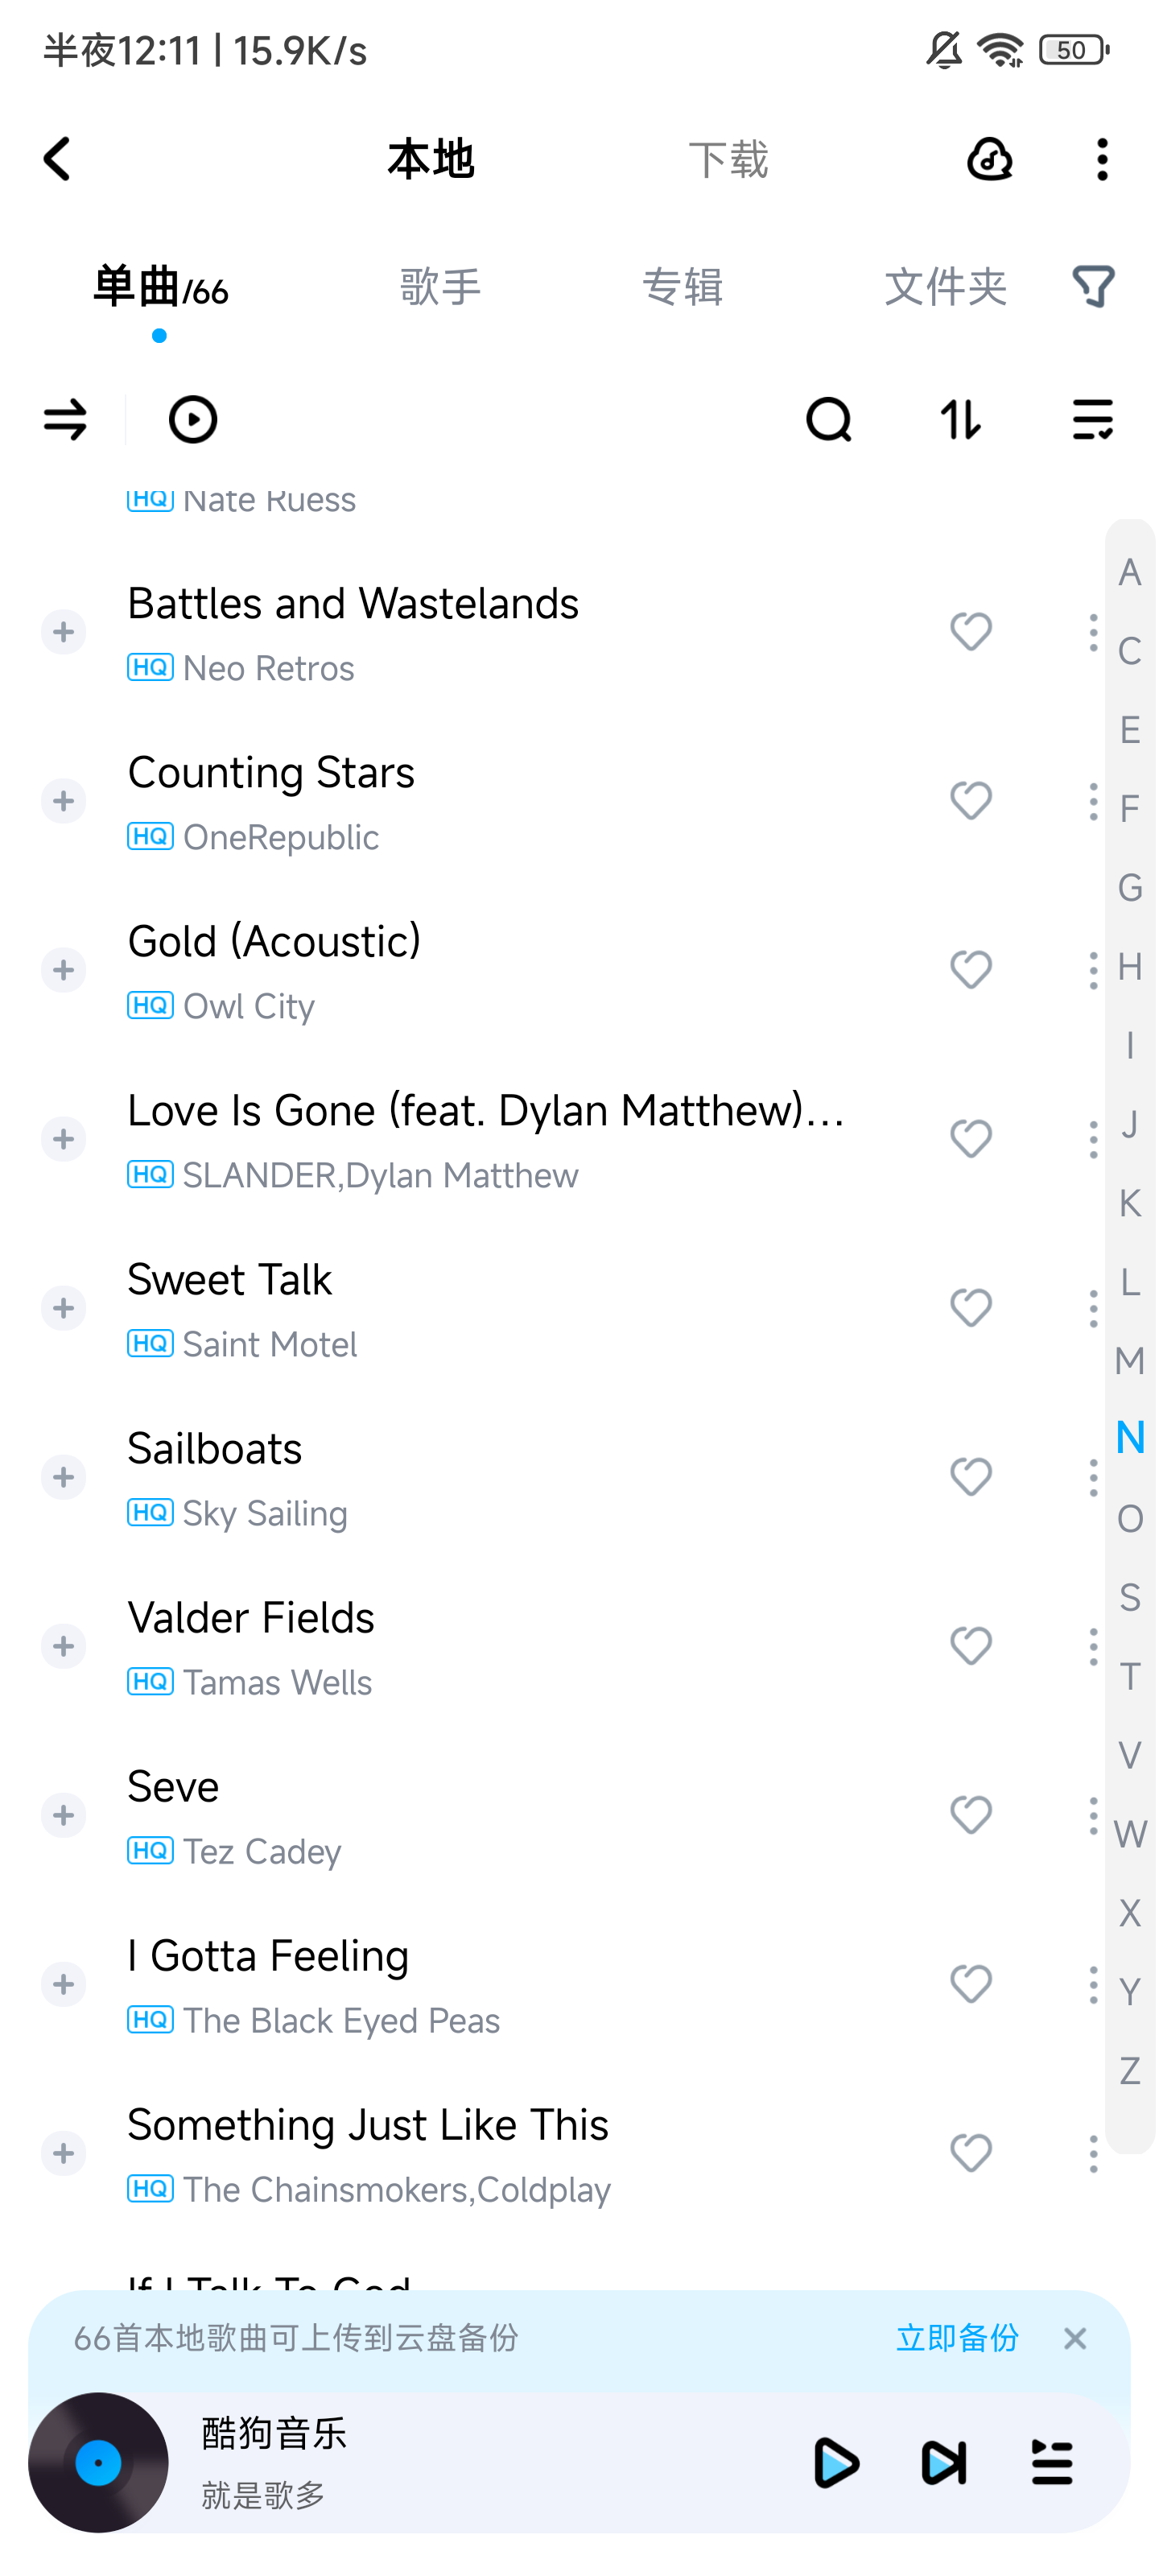 半夜12:11 | 15.9K/s
50
本地
下载
单曲/66
歌手
专辑
文件夹
HQ Nate Ruess
Battles and Wastelands
HQ Neo Retros
Counting Stars
HQ OneRepublic
Gold (Acoustic)
HQ Owl City
Love Is Gone (feat. Dylan Matthew)...
HQ SLANDER,Dylan Matthew
Sweet Talk
HQ Saint Motel
Sailboats
HQ Sky Sailing
Valder Fields
HQ Tamas Wells
Seve
HQ Tez Cadey
I Gotta Feeling
HQ The Black Eyed Peas
Something Just Like This
HQ The Chainsmokers,Coldplay
If I Talk To God
A
C
E
F
G
H
I
J
K
L
M
N
O
S
T
V
W
X
Y
Z
66首本地歌曲可上传到云盘备份
立即备份
酷狗音乐
就是歌多